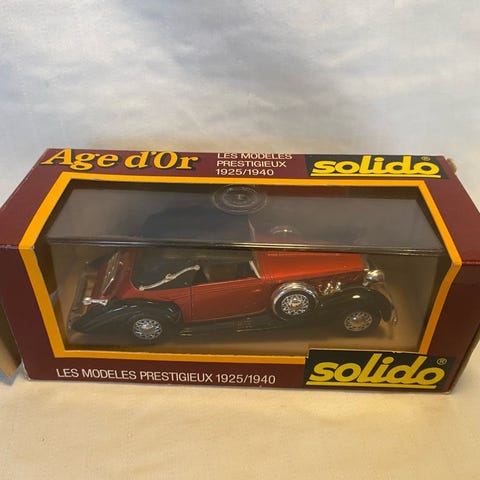 Age d'Or
LES MODELES
PRESTIGIEUX
1925/1940
solido®
LES MODELES PRESTIGIEUX 1925/1940
solido®